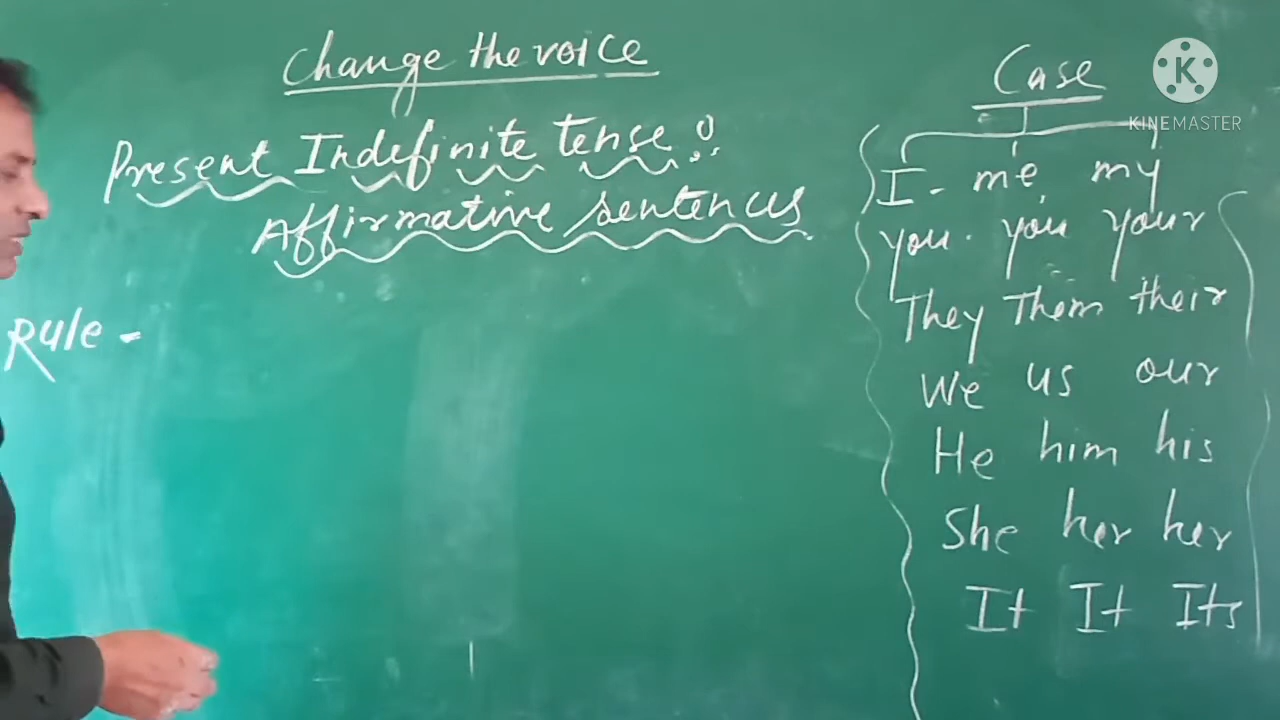 Change the voice
Present Indefinite tense :
Affirmative sentences
Rule -
Case
I - me my
you. you your
They Them their
We us our
He him his
She her her
It It Its
K
KINEMASTER